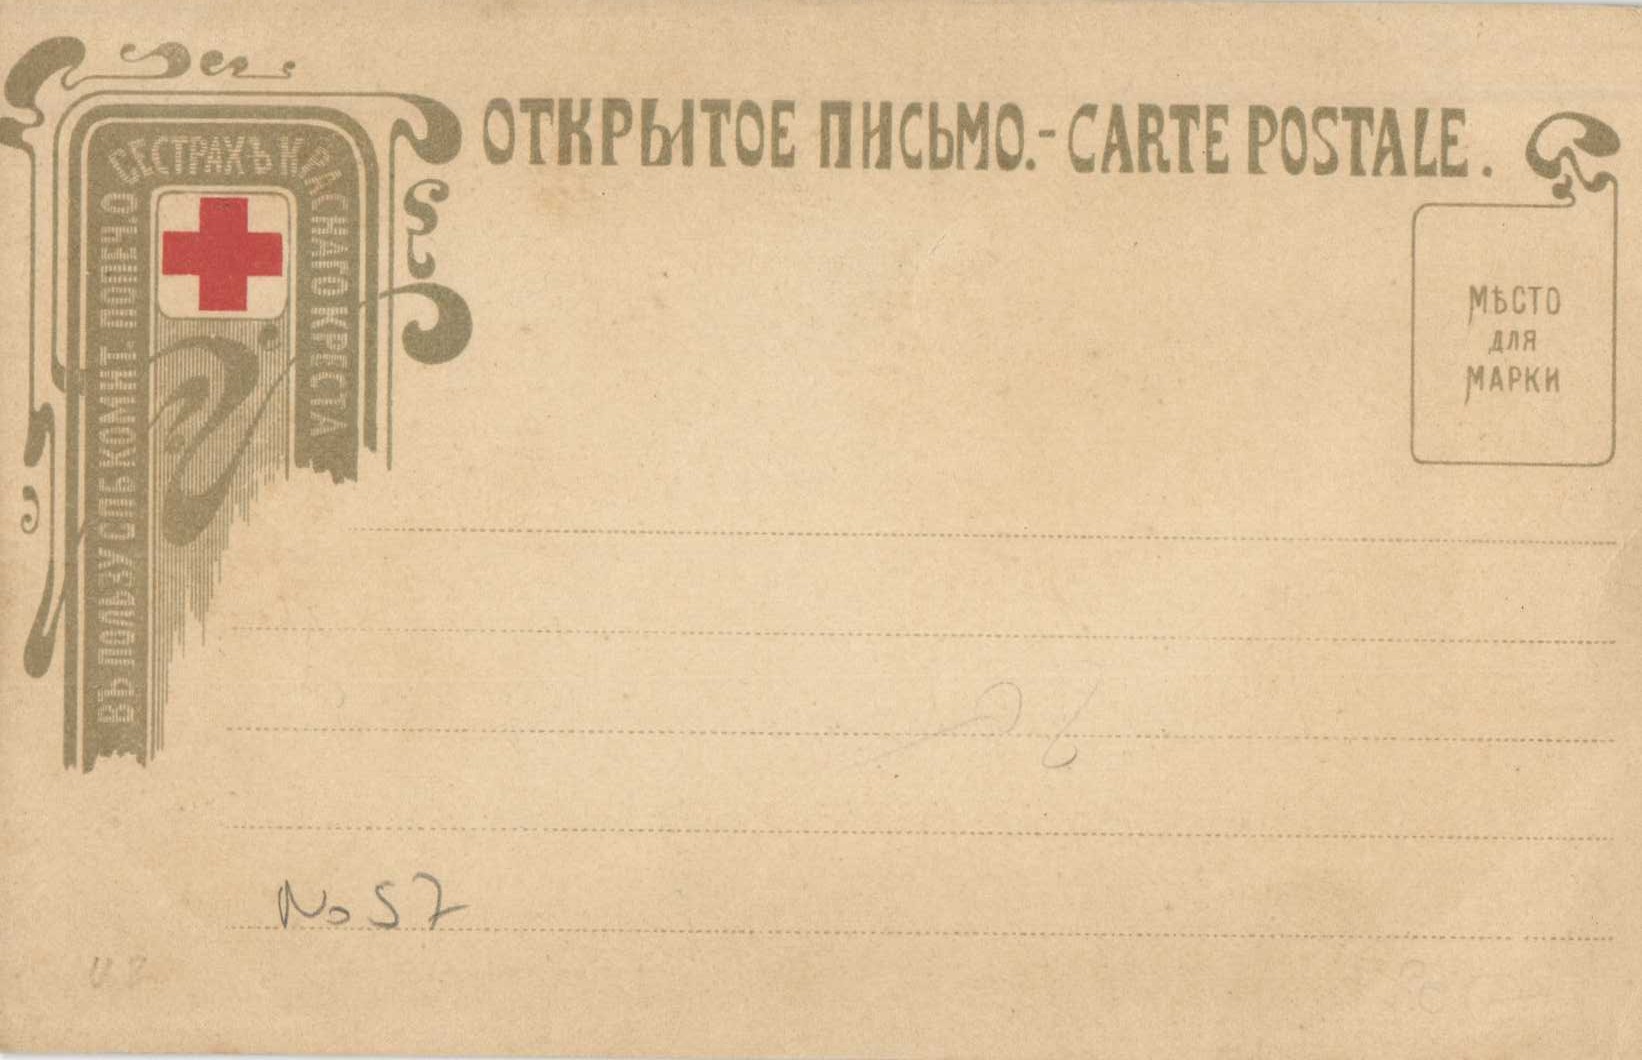 ОТКРЫТОЕ ПИСЬМО.-CARTE POSTALE.
ВЪ ПОЛЬЗУ СПБ КОМИТ. ПОПЕЧ. О СЕСТРАХЪ КРАСНАГО КРЕСТА
МѢСТО
ДЛЯ
МАРКИ
No 57